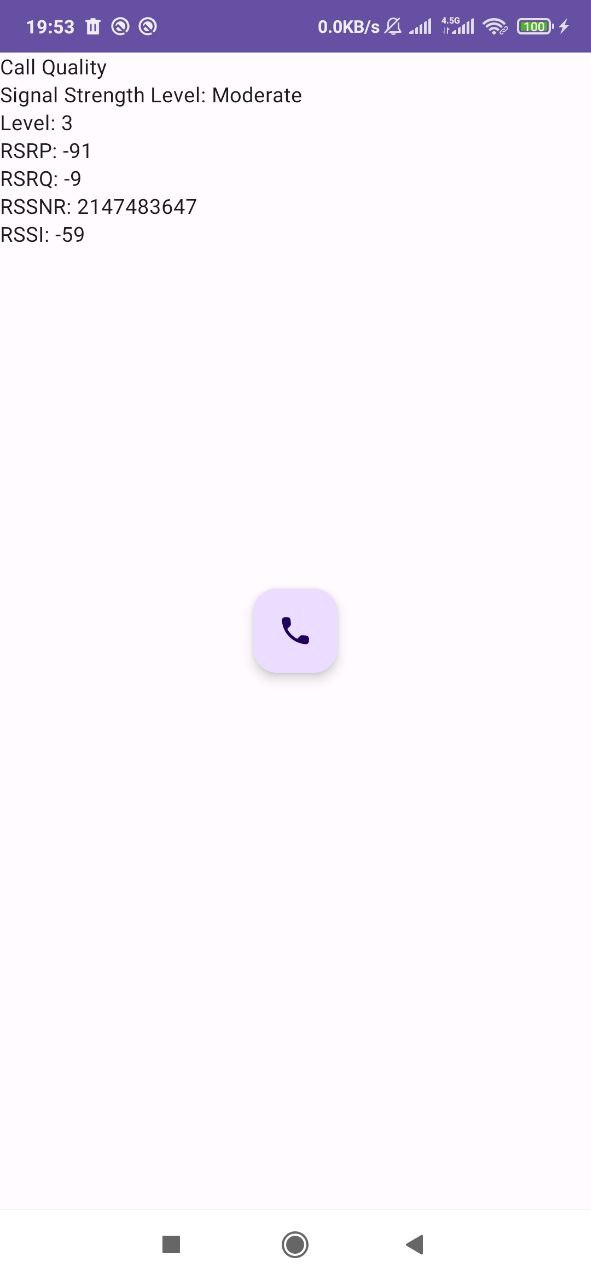 19:53 0.0KB/s 4.5G 100
Call Quality
Signal Strength Level: Moderate
Level: 3
RSRP: -91
RSRQ: -9
RSSNR: 2147483647
RSSI: -59